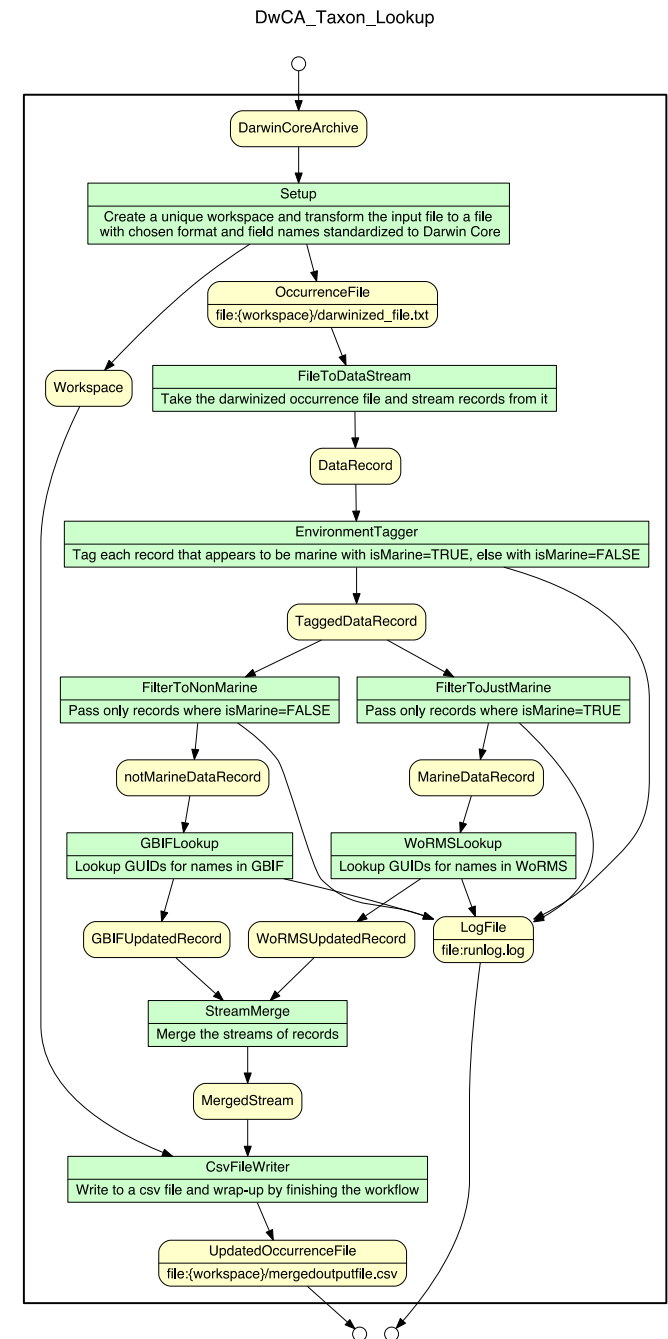 DwCA_Taxon_Lookup
DarwinCoreArchive
Setup
Create a unique workspace and transform the input file to a file
with chosen format and field names standardized to Darwin Core
OccurrenceFile
file:{workspace}/darwinized_file.txt
Workspace
FileToDataStream
Take the darwinized occurrence file and stream records from it
DataRecord
EnvironmentTagger
Tag each record that appears to be marine with isMarine=TRUE, else with isMarine=FALSE
TaggedDataRecord
FilterToNonMarine
Pass only records where isMarine=FALSE
FilterToJustMarine
Pass only records where isMarine=TRUE
notMarineDataRecord
MarineDataRecord
GBIFLookup
Lookup GUIDs for names in GBIF
WoRMSLookup
Lookup GUIDs for names in WoRMS
GBIFUpdatedRecord
WoRMSUpdatedRecord
LogFile
file:runlog.log
StreamMerge
Merge the streams of records
MergedStream
CsvFileWriter
Write to a csv file and wrap-up by finishing the workflow
UpdatedOccurrenceFile
file:{workspace}/mergedoutputfile.csv